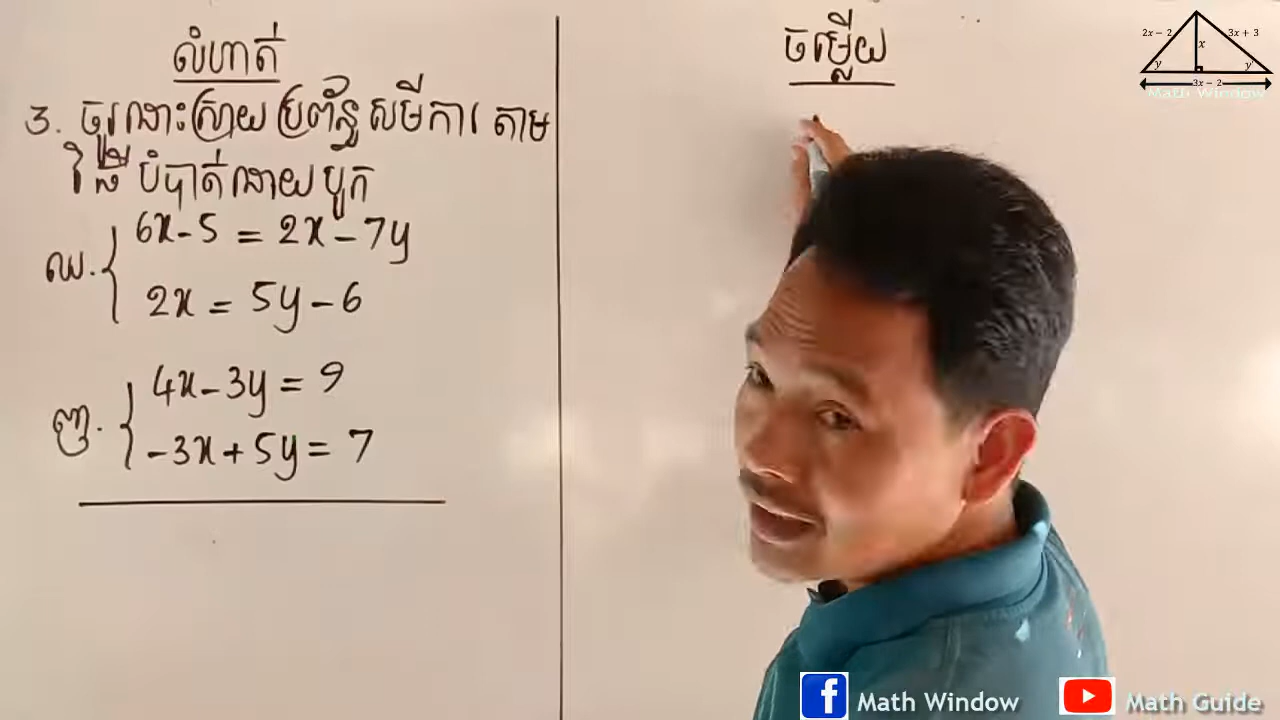 លំហាត់
3. ចូរដោះស្រាយប្រព័ន្ធសមីការ តាម
វិធី បំបាត់ដោយបូក
ឈ. { 6x - 5 = 2x - 7y
2x = 5y - 6
ញ. { 4x - 3y = 9
-3x + 5y = 7
ចម្លើយ
2x - 2
3x + 3
x
y
y'
3x - 2
Math Window
Math Window
Math Guide